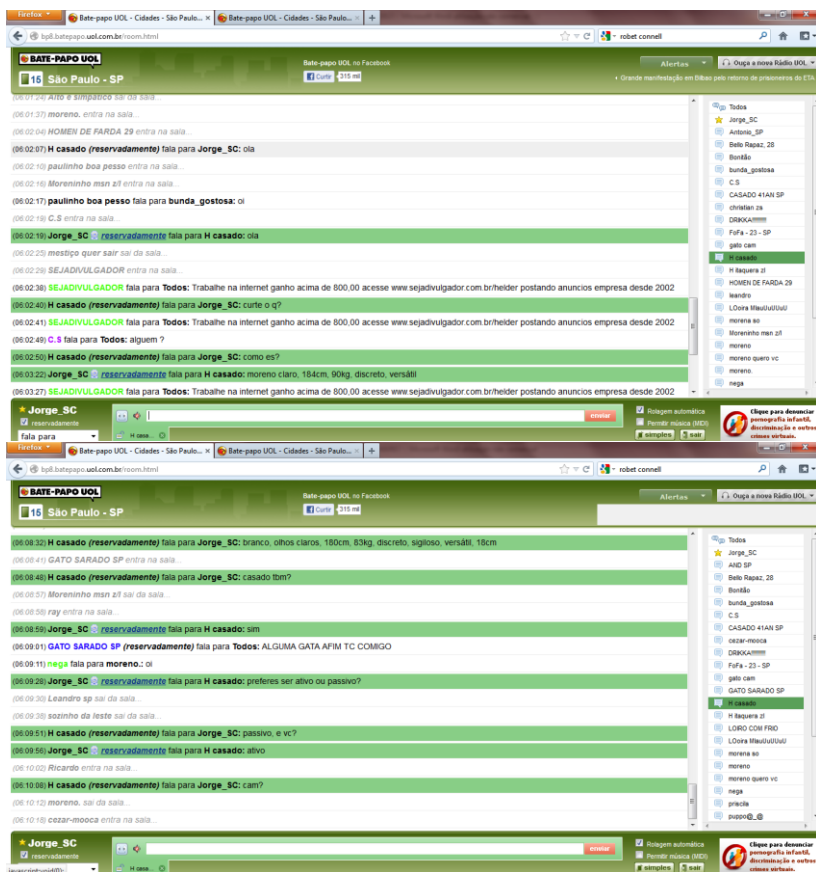 Firefox
Bate-papo UOL - Cidades - São Paulo... × Bate-papo UOL - Cidades - São Paulo... × +
bp8.batepapo.uol.com.br/room.html
robet connell
BATE-PAPO UOL
15 São Paulo - SP
Bate-papo UOL no Facebook
Curtir 315 mil
Alertas
Ouça a nova Rádio UOL
Grande manifestação em Bilbao pelo retorno de prisioneiros do ETA
(06:01:24) Alto e simpatico sai da sala...
(06:01:37) moreno. entra na sala...
(06:02:04) HOMEN DE FARDA 29 entra na sala...
(06:02:07) H casado (reservadamente) fala para Jorge_SC: ola
(06:02:10) paulinho boa pesso entra na sala...
(06:02:16) Moreninho msn z/l entra na sala...
(06:02:17) paulinho boa pesso fala para bunda_gostosa: oi
(06:02:19) C.S entra na sala...
(06:02:19) Jorge_SC reservadamente fala para H casado: ola
(06:02:25) mestiço quer sair sai da sala...
(06:02:29) SEJADIVULGADOR entra na sala...
(06:02:38) SEJADIVULGADOR fala para Todos: Trabalhe na internet ganho acima de 800,00 acesse www.sejadivulgador.com.br/helder postando anuncios empresa desde 2002
(06:02:40) H casado (reservadamente) fala para Jorge_SC: curte o q?
(06:02:41) SEJADIVULGADOR fala para Todos: Trabalhe na internet ganho acima de 800,00 acesse www.sejadivulgador.com.br/helder postando anuncios empresa desde 2002
(06:02:49) C.S fala para Todos: alguem ?
(06:02:50) H casado (reservadamente) fala para Jorge_SC: como es?
(06:03:22) Jorge_SC reservadamente fala para H casado: moreno claro, 184cm, 90kg, discreto, versátil
(06:03:27) SEJADIVULGADOR fala para Todos: Trabalhe na internet ganho acima de 800,00 acesse www.sejadivulgador.com.br/helder postando anuncios empresa desde 2002
Todos
Jorge_SC
Antonio_SP
Bello Rapaz, 28
Bonitão
bunda_gostosa
C.S
CASADO 41AN SP
christian zs
DRIKKA!!!!!!!!
FoFa - 23 - SP
gato cam
H casado
H itaquera zl
HOMEN DE FARDA 29
leandro
LOoira MIauUuUUuU
morena so
Moreninho msn z/l
moreno
moreno quero vc
moreno.
nega
Jorge_SC
reservadamente
fala para
H casa...
enviar
Rolagem automática
Permitir música (MIDI)
simples sair
Clique para denunciar
pornografia infantil,
discriminação e outros
crimes virtuais.
Firefox
Bate-papo UOL - Cidades - São Paulo... × Bate-papo UOL - Cidades - São Paulo... × +
bp8.batepapo.uol.com.br/room.html
robet connell
BATE-PAPO UOL
16 São Paulo - SP
Bate-papo UOL no Facebook
Curtir 315 mil
Alertas
Ouça a nova Rádio UOL
(06:08:32) H casado (reservadamente) fala para Jorge_SC: branco, olhos claros, 180cm, 83kg, discreto, sigiloso, versátil, 18cm
(06:08:41) GATO SARADO SP entra na sala...
(06:08:48) H casado (reservadamente) fala para Jorge_SC: casado tbm?
(06:08:57) Moreninho msn z/l sai da sala...
(06:08:58) ray entra na sala...
(06:08:59) Jorge_SC reservadamente fala para H casado: sim
(06:09:01) GATO SARADO SP (reservadamente) fala para Todos: ALGUMA GATA AFIM TC COMIGO
(06:09:11) nega fala para moreno.: oi
(06:09:28) Jorge_SC reservadamente fala para H casado: preferes ser ativo ou passivo?
(06:09:30) Leandro sp sai da sala...
(06:09:38) sozinho da leste sai da sala...
(06:09:51) H casado (reservadamente) fala para Jorge_SC: passivo, e vc?
(06:09:56) Jorge_SC reservadamente fala para H casado: ativo
(06:10:02) Ricardo entra na sala...
(06:10:08) H casado (reservadamente) fala para Jorge_SC: cam?
(06:10:12) moreno. sai da sala...
(06:10:18) cezar-mooca entra na sala...
Todos
Jorge_SC
AND SP
Bello Rapaz, 28
Bonitão
bunda_gostosa
C.S
CASADO 41AN SP
cezar-mooca
DRIKKA!!!!!!!!
FoFa - 23 - SP
gato cam
GATO SARADO SP
H casado
H itaquera zl
LOIRO COM FRIO
LOoira MIauUuUUuU
morena so
moreno
moreno quero vc
nega
priscila
puppo@_@
Jorge_SC
reservadamente
H casa...
enviar
Rolagem automática
Permitir música (MIDI)
simples sair
Clique para denunciar
pornografia infantil,
discriminação e outros
crimes virtuais.